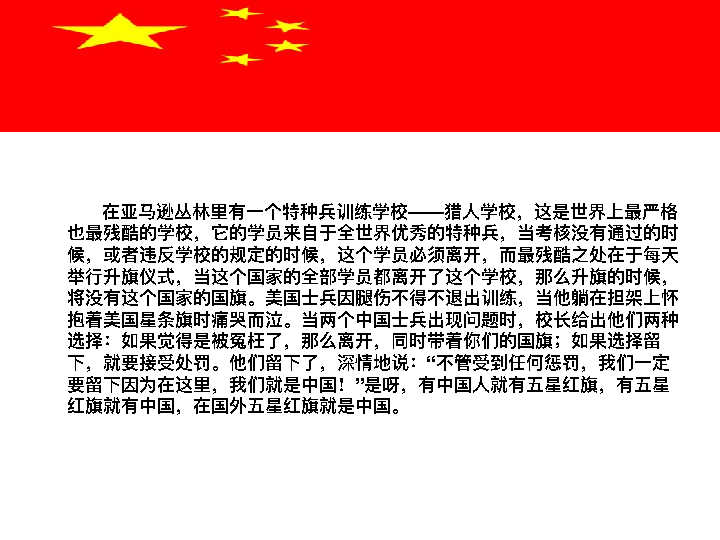 在亚马逊丛林里有一个特种兵训练学校——猎人学校，这是世界上最严格
也最残酷的学校，它的学员来自于全世界优秀的特种兵，当考核没有通过的时
候，或者违反学校的规定的时候，这个学员必须离开，而最残酷之处在于每天
举行升旗仪式，当这个国家的全部学员都离开了这个学校，那么升旗的时候，
将没有这个国家的国旗。美国士兵因腿伤不得不退出训练，当他躺在担架上怀
抱着美国星条旗时痛哭而泣。当两个中国士兵出现问题时，校长给出他们两种
选择：如果觉得是被冤枉了，那么离开，同时带着你们的国旗；如果选择留
下，就要接受处罚。他们留下了，深情地说：“不管受到任何惩罚，我们一定
要留下因为在这里，我们就是中国！”是呀，有中国人就有五星红旗，有五星
红旗就有中国，在国外五星红旗就是中国。